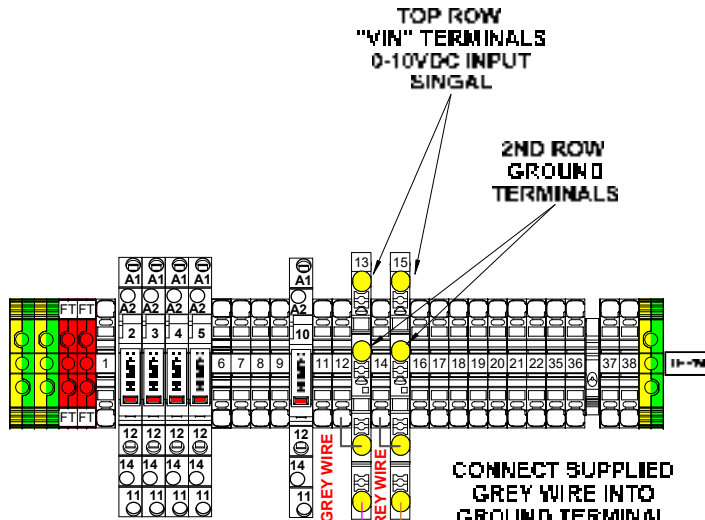 TOP ROW
"VIN" TERMINALS
0-10VDC INPUT
SINGAL
2ND ROW
GROUND
TERMINALS
13 15
A1 A1 A1 A1 A1
FT FT A2 A2 A2 A2 A2
1 2 3 4 5 6 7 8 9 10 11 12 14 16 17 18 19 20 21 22 35 36 37 38
FT FT
12 12 12 12 12
14 14 14 14 14
11 11 11 11 11
GREY WIRE
GREY WIRE
CONNECT SUPPLIED
GREY WIRE INTO
GROUND TERMINAL